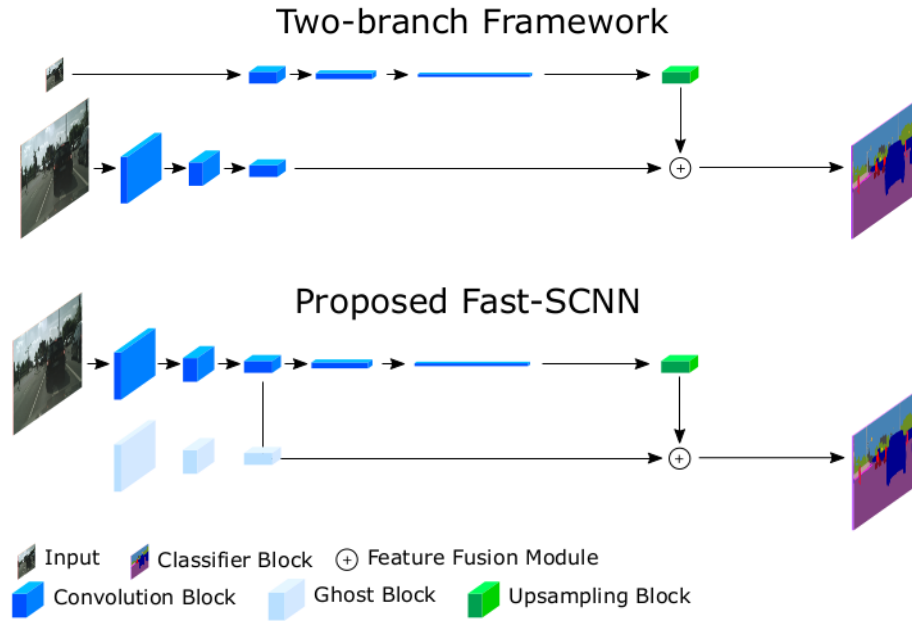 Two-branch Framework
Proposed Fast-SCNN
Input Classifier Block Feature Fusion Module
Convolution Block Ghost Block Upsampling Block